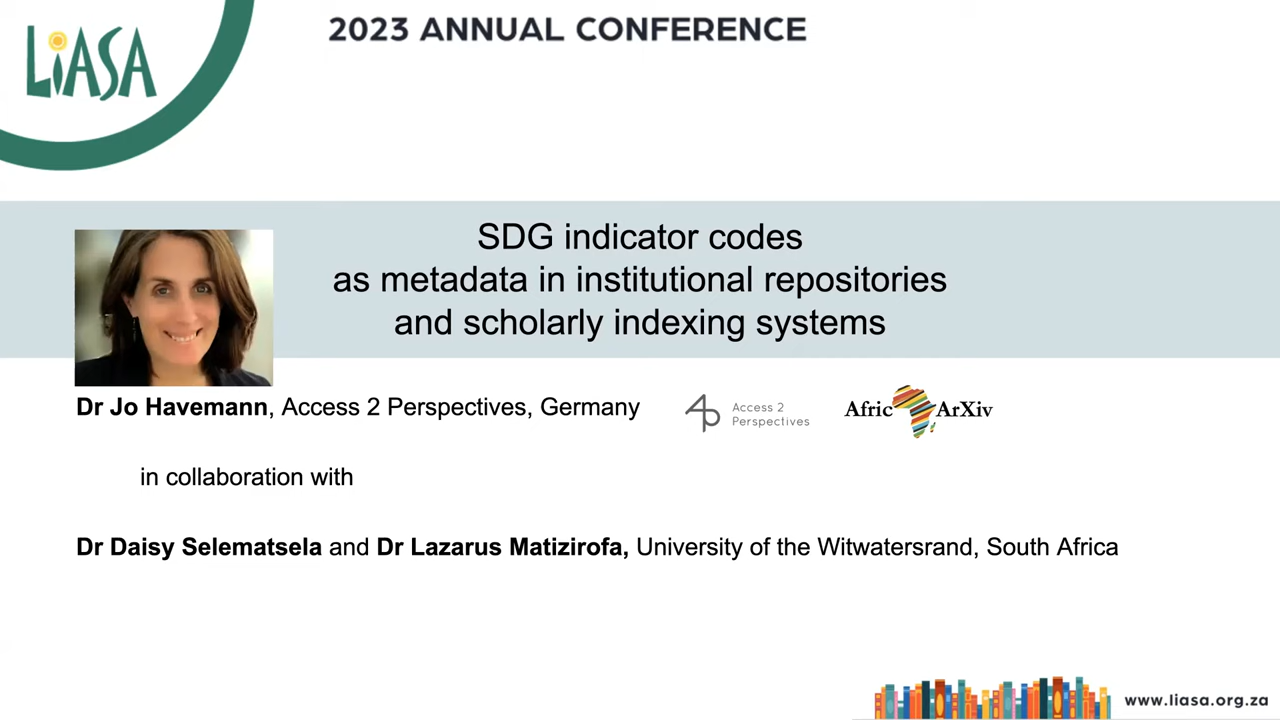 LiASA
2023 ANNUAL CONFERENCE
SDG indicator codes
as metadata in institutional repositories
and scholarly indexing systems
Dr Jo Havemann, Access 2 Perspectives, Germany
Access 2
Perspectives
Afric ArXiv
in collaboration with
Dr Daisy Selematsela and Dr Lazarus Matizirofa, University of the Witwatersrand, South Africa
www.liasa.org.za